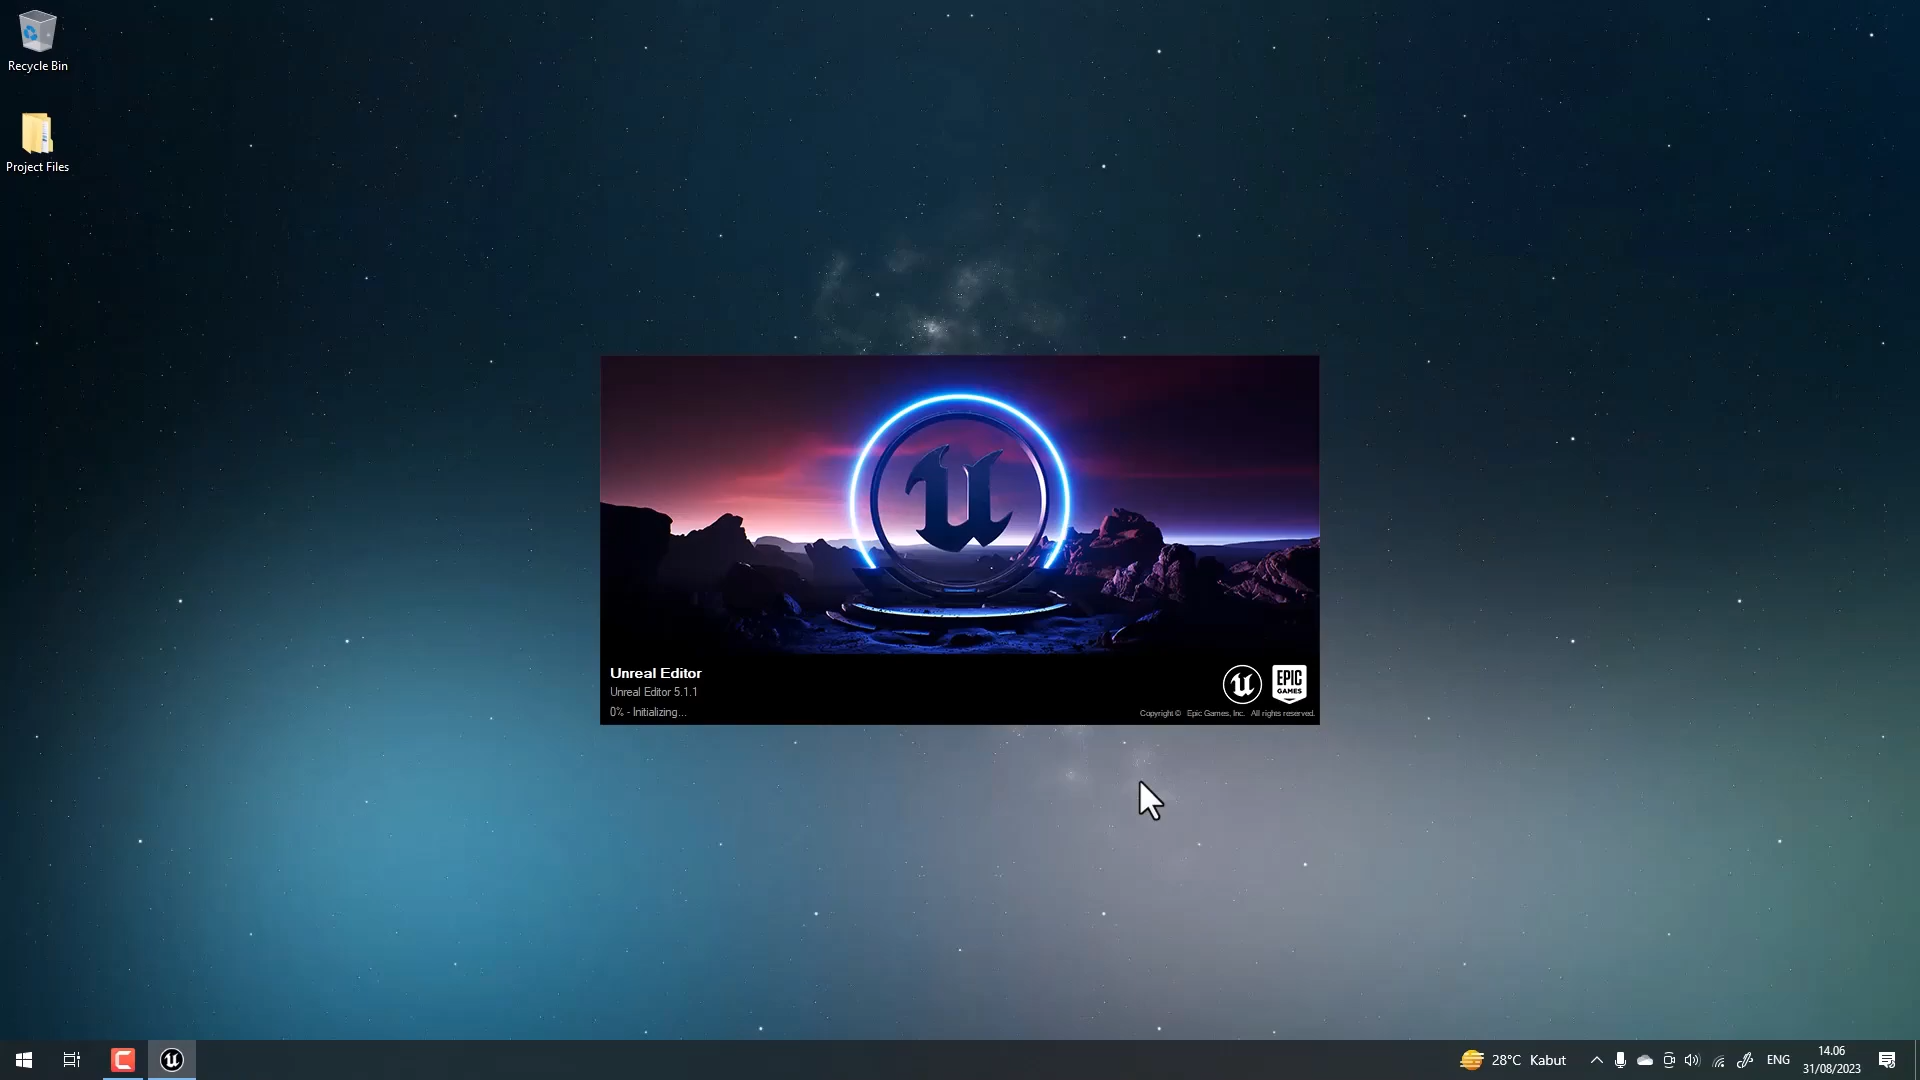 Recycle Bin
Project Files
Unreal Editor
Unreal Editor 5.1.1
0% - Initializing...
EPIC
GAMES
Copyright © Epic Games, Inc. All rights reserved.
28°C Kabut
ENG
14.06
31/08/2023